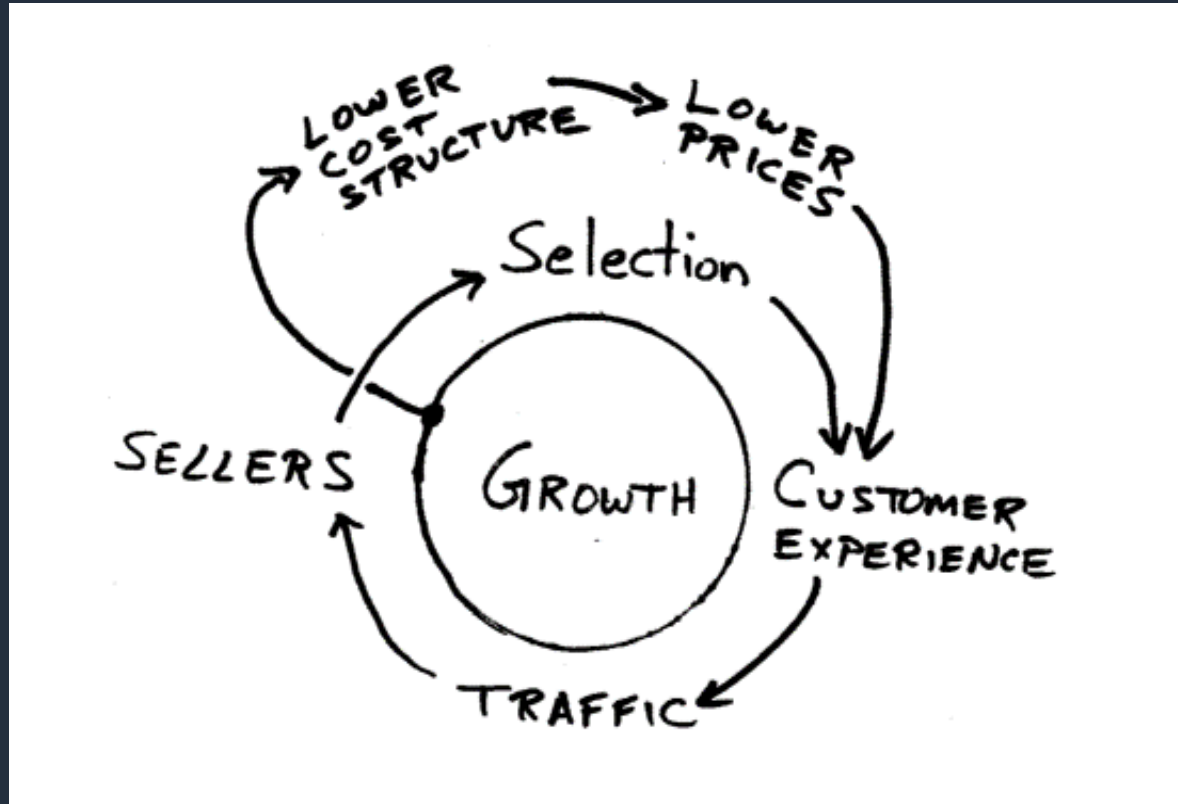 LOWER
COST
STRUCTURE
LOWER
PRICES
Selection
SELLERS
GROWTH
CUSTOMER
EXPERIENCE
TRAFFIC